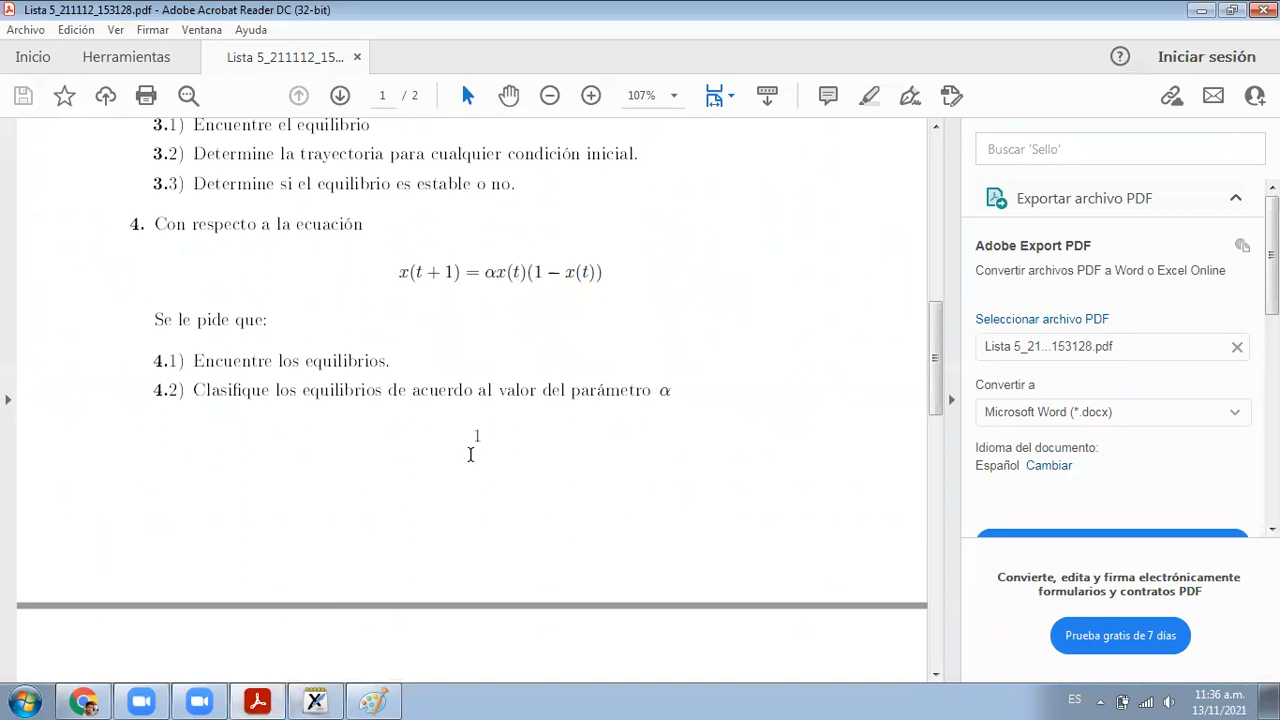 Lista 5_211112_153128.pdf - Adobe Acrobat Reader DC (32-bit)
Archivo Edición Ver Firmar Ventana Ayuda
Inicio Herramientas Lista 5_211112_15... × Iniciar sesión
1 / 2 107%
3.1) Encuentre el equilibrio
3.2) Determine la trayectoria para cualquier condición inicial.
3.3) Determine si el equilibrio es estable o no.
4. Con respecto a la ecuación
x(t + 1) = αx(t)(1 − x(t))
Se le pide que:
4.1) Encuentre los equilibrios.
4.2) Clasifique los equilibrios de acuerdo al valor del parámetro α
1
Buscar 'Sello'
Exportar archivo PDF
Adobe Export PDF
Convertir archivos PDF a Word o Excel Online
Seleccionar archivo PDF
Lista 5_21...153128.pdf
Convertir a
Microsoft Word (*.docx)
Idioma del documento:
Español Cambiar
Convierte, edita y firma electrónicamente
formularios y contratos PDF
Prueba gratis de 7 días
ES
11:36 a.m.
13/11/2021